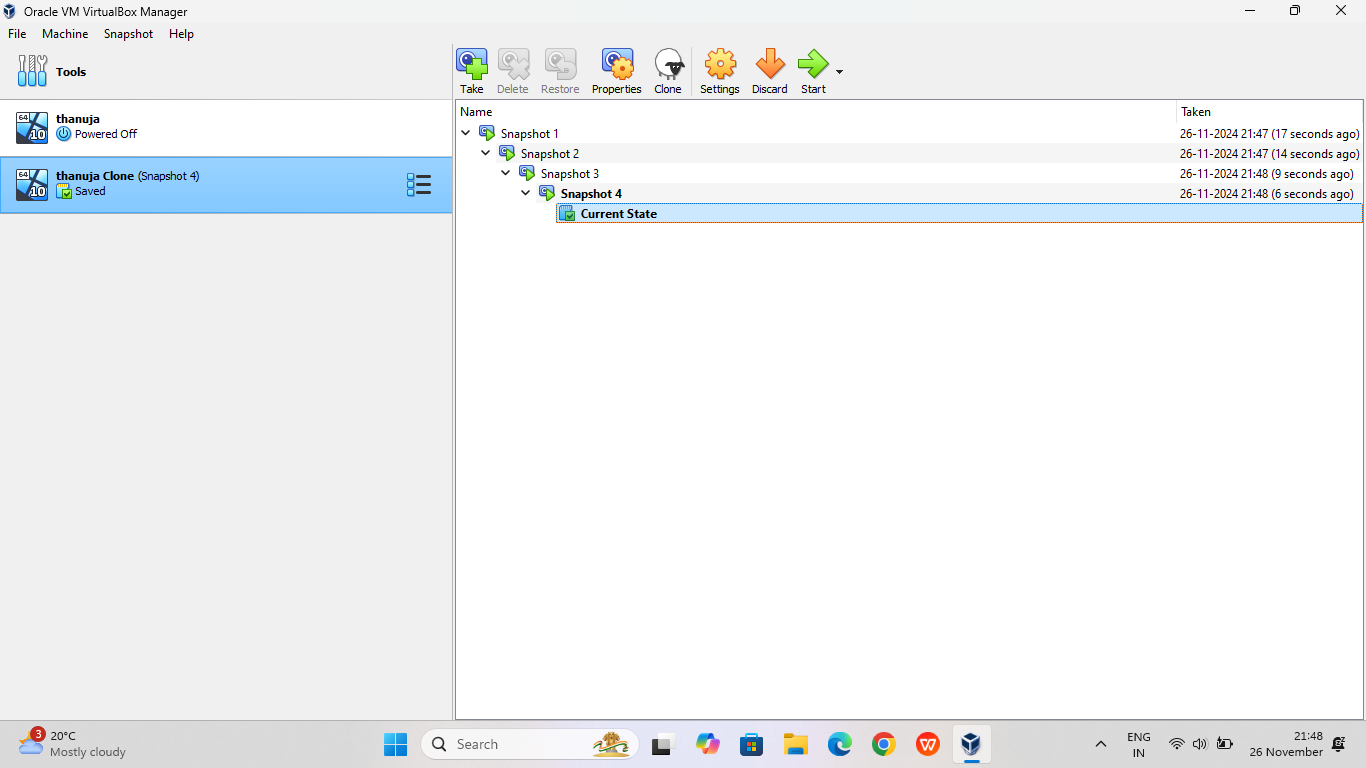 Oracle VM VirtualBox Manager
File Machine Snapshot Help
Tools
Take Delete Restore Properties Clone Settings Discard Start
64 10 thanuja
Powered Off
64 10 thanuja Clone (Snapshot 4)
Saved
Name Taken
Snapshot 1 26-11-2024 21:47 (17 seconds ago)
Snapshot 2 26-11-2024 21:47 (14 seconds ago)
Snapshot 3 26-11-2024 21:48 (9 seconds ago)
Snapshot 4 26-11-2024 21:48 (6 seconds ago)
Current State
3 20°C
Mostly cloudy
Search
W
ENG
IN
21:48
26 November